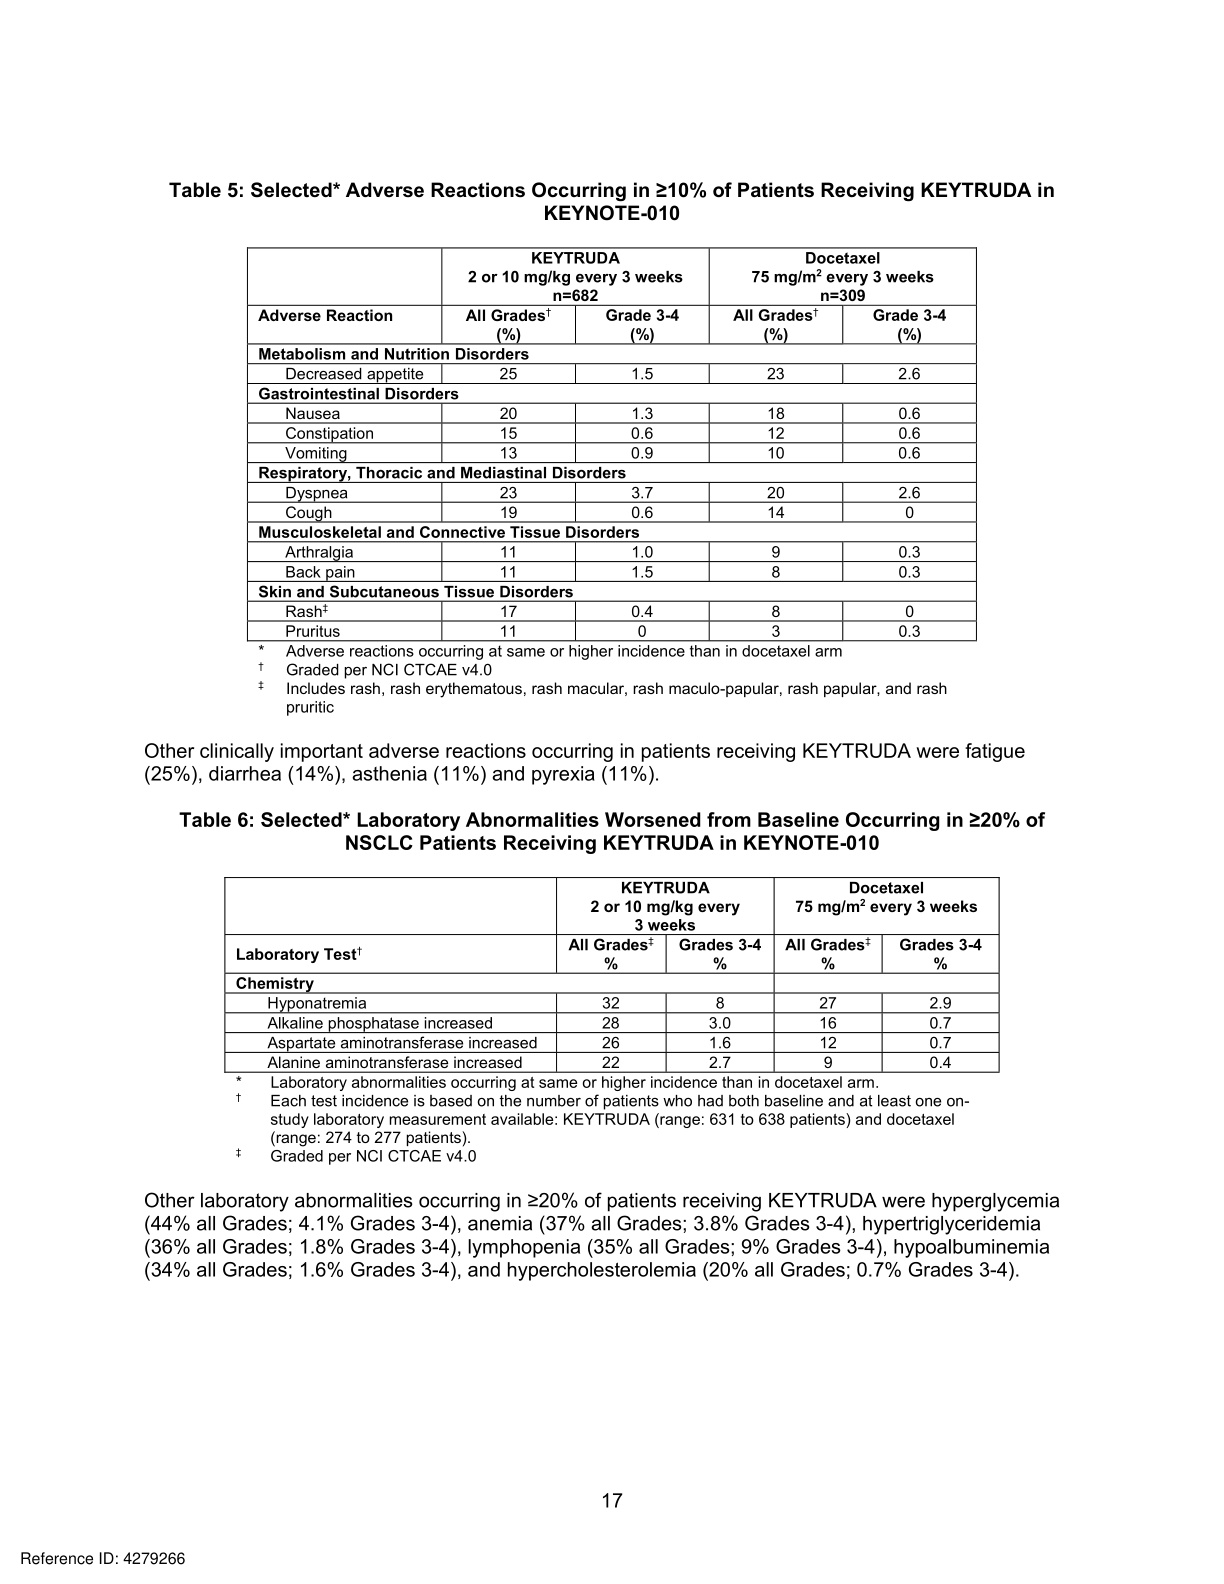 Table 5: Selected* Adverse Reactions Occurring in ≥10% of Patients Receiving KEYTRUDA in
KEYNOTE-010
KEYTRUDA
2 or 10 mg/kg every 3 weeks
n=682
Docetaxel
75 mg/m² every 3 weeks
n=309
Adverse Reaction All Grades† (%) Grade 3-4 (%) All Grades† (%) Grade 3-4 (%)
Metabolism and Nutrition Disorders
Decreased appetite 25 1.5 23 2.6
Gastrointestinal Disorders
Nausea 20 1.3 18 0.6
Constipation 15 0.6 12 0.6
Vomiting 13 0.9 10 0.6
Respiratory, Thoracic and Mediastinal Disorders
Dyspnea 23 3.7 20 2.6
Cough 19 0.6 14 0
Musculoskeletal and Connective Tissue Disorders
Arthralgia 11 1.0 9 0.3
Back pain 11 1.5 8 0.3
Skin and Subcutaneous Tissue Disorders
Rash‡ 17 0.4 8 0
Pruritus 11 0 3 0.3
* Adverse reactions occurring at same or higher incidence than in docetaxel arm
† Graded per NCI CTCAE v4.0
‡ Includes rash, rash erythematous, rash macular, rash maculo-papular, rash papular, and rash
pruritic
Other clinically important adverse reactions occurring in patients receiving KEYTRUDA were fatigue
(25%), diarrhea (14%), asthenia (11%) and pyrexia (11%).
Table 6: Selected* Laboratory Abnormalities Worsened from Baseline Occurring in ≥20% of
NSCLC Patients Receiving KEYTRUDA in KEYNOTE-010
KEYTRUDA
2 or 10 mg/kg every
3 weeks
Docetaxel
75 mg/m² every 3 weeks
Laboratory Test† All Grades‡ % Grades 3-4 % All Grades‡ % Grades 3-4 %
Chemistry
Hyponatremia 32 8 27 2.9
Alkaline phosphatase increased 28 3.0 16 0.7
Aspartate aminotransferase increased 26 1.6 12 0.7
Alanine aminotransferase increased 22 2.7 9 0.4
* Laboratory abnormalities occurring at same or higher incidence than in docetaxel arm.
† Each test incidence is based on the number of patients who had both baseline and at least one on-
study laboratory measurement available: KEYTRUDA (range: 631 to 638 patients) and docetaxel
(range: 274 to 277 patients).
‡ Graded per NCI CTCAE v4.0
Other laboratory abnormalities occurring in ≥20% of patients receiving KEYTRUDA were hyperglycemia
(44% all Grades; 4.1% Grades 3-4), anemia (37% all Grades; 3.8% Grades 3-4), hypertriglyceridemia
(36% all Grades; 1.8% Grades 3-4), lymphopenia (35% all Grades; 9% Grades 3-4), hypoalbuminemia
(34% all Grades; 1.6% Grades 3-4), and hypercholesterolemia (20% all Grades; 0.7% Grades 3-4).
17
Reference ID: 4279266